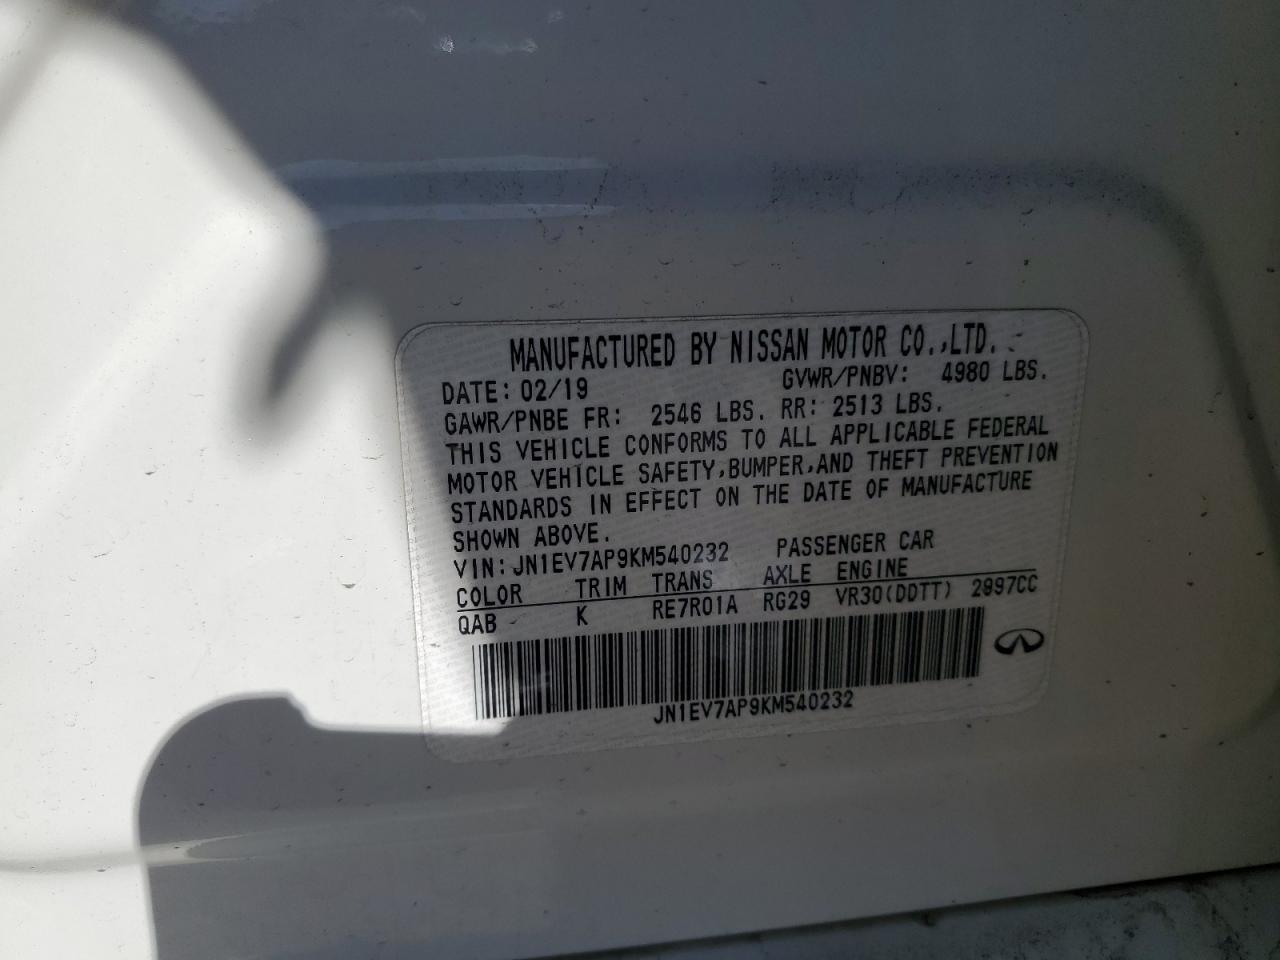 MANUFACTURED BY NISSAN MOTOR CO.,LTD.
DATE: 02/19 GVWR/PNBV: 4980 LBS.
GAWR/PNBE FR: 2546 LBS. RR: 2513 LBS.
THIS VEHICLE CONFORMS TO ALL APPLICABLE FEDERAL
MOTOR VEHICLE SAFETY,BUMPER,AND THEFT PREVENTION
STANDARDS IN EFFECT ON THE DATE OF MANUFACTURE
SHOWN ABOVE.
VIN: JN1EV7AP9KM540232 PASSENGER CAR
COLOR TRIM TRANS AXLE ENGINE
QAB K RE7R01A RG29 VR30(DDTT) 2997CC
JN1EV7AP9KM540232